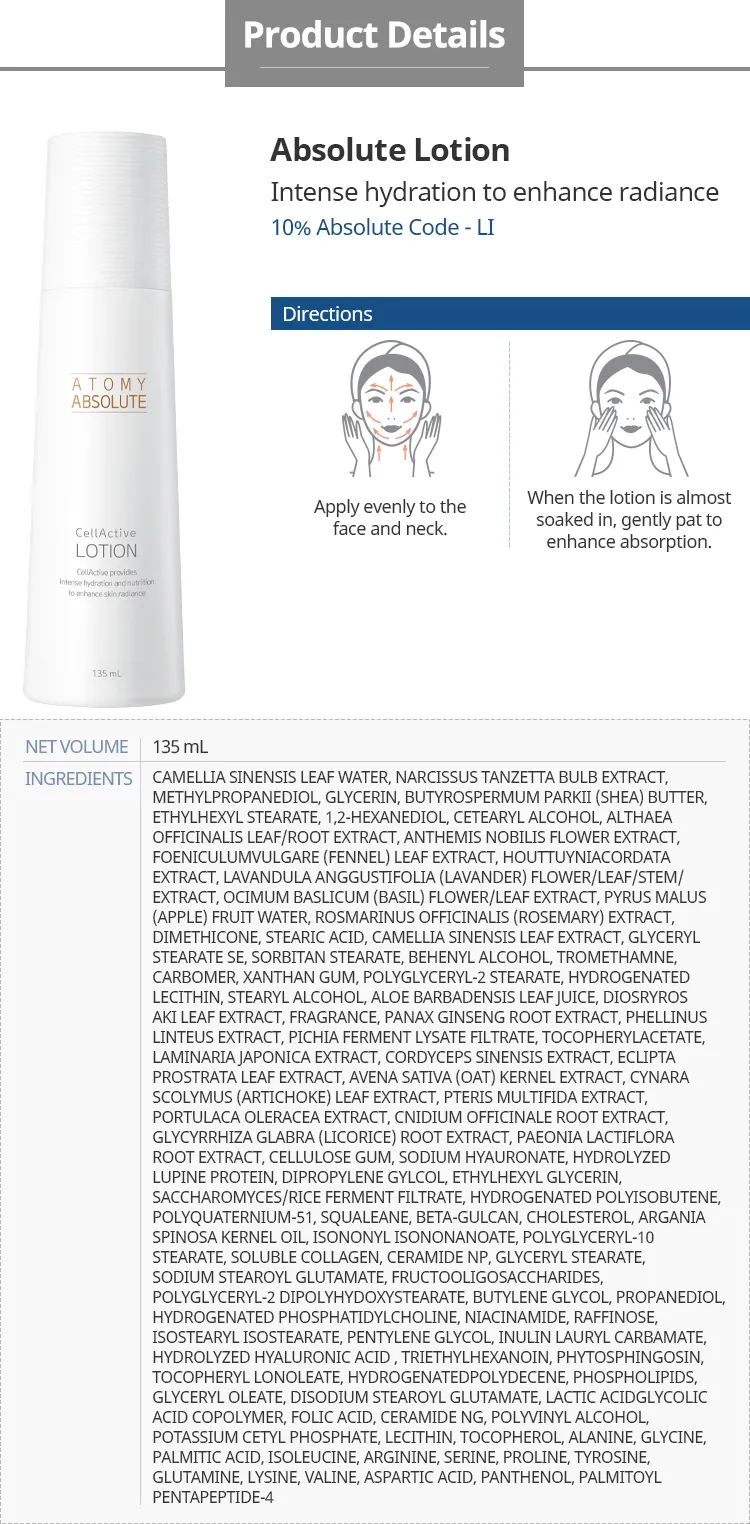 Product Details
Absolute Lotion
Intense hydration to enhance radiance
10% Absolute Code - LI
Directions
Apply evenly to the
face and neck.
When the lotion is almost
soaked in, gently pat to
enhance absorption.
ATOMY
ABSOLUTE
CellActive
LOTION
CellActive provides
Intense hydration and nutrition
to enhance skin radiance
135 mL
NET VOLUME 135 mL
INGREDIENTS CAMELLIA SINENSIS LEAF WATER, NARCISSUS TANZETTA BULB EXTRACT,
METHYLPROPANEDIOL, GLYCERIN, BUTYROSPERMUM PARKII (SHEA) BUTTER,
ETHYLHEXYL STEARATE, 1,2-HEXANEDIOL, CETEARYL ALCOHOL, ALTHAEA
OFFICINALIS LEAF/ROOT EXTRACT, ANTHEMIS NOBILIS FLOWER EXTRACT,
FOENICULUMVULGARE (FENNEL) LEAF EXTRACT, HOUTTUYNIACORDATA
EXTRACT, LAVANDULA ANGGUSTIFOLIA (LAVANDER) FLOWER/LEAF/STEM/
EXTRACT, OCIMUM BASLICUM (BASIL) FLOWER/LEAF EXTRACT, PYRUS MALUS
(APPLE) FRUIT WATER, ROSMARINUS OFFICINALIS (ROSEMARY) EXTRACT,
DIMETHICONE, STEARIC ACID, CAMELLIA SINENSIS LEAF EXTRACT, GLYCERYL
STEARATE SE, SORBITAN STEARATE, BEHENYL ALCOHOL, TROMETHAMNE,
CARBOMER, XANTHAN GUM, POLYGLYCERYL-2 STEARATE, HYDROGENATED
LECITHIN, STEARYL ALCOHOL, ALOE BARBADENSIS LEAF JUICE, DIOSRYROS
AKI LEAF EXTRACT, FRAGRANCE, PANAX GINSENG ROOT EXTRACT, PHELLINUS
LINTEUS EXTRACT, PICHIA FERMENT LYSATE FILTRATE, TOCOPHERYLACETATE,
LAMINARIA JAPONICA EXTRACT, CORDYCEPS SINENSIS EXTRACT, ECLIPTA
PROSTRATA LEAF EXTRACT, AVENA SATIVA (OAT) KERNEL EXTRACT, CYNARA
SCOLYMUS (ARTICHOKE) LEAF EXTRACT, PTERIS MULTIFIDA EXTRACT,
PORTULACA OLERACEA EXTRACT, CNIDIUM OFFICINALE ROOT EXTRACT,
GLYCYRRHIZA GLABRA (LICORICE) ROOT EXTRACT, PAEONIA LACTIFLORA
ROOT EXTRACT, CELLULOSE GUM, SODIUM HYAURONATE, HYDROLYZED
LUPINE PROTEIN, DIPROPYLENE GYLCOL, ETHYLHEXYL GLYCERIN,
SACCHAROMYCES/RICE FERMENT FILTRATE, HYDROGENATED POLYISOBUTENE,
POLYQUATERNIUM-51, SQUALEANE, BETA-GULCAN, CHOLESTEROL, ARGANIA
SPINOSA KERNEL OIL, ISONONYL ISONONANOATE, POLYGLYCERYL-10
STEARATE, SOLUBLE COLLAGEN, CERAMIDE NP, GLYCERYL STEARATE,
SODIUM STEAROYL GLUTAMATE, FRUCTOOLIGOSACCHARIDES,
POLYGLYCERYL-2 DIPOLYHYDOXYSTEARATE, BUTYLENE GLYCOL, PROPANEDIOL,
HYDROGENATED PHOSPHATIDYLCHOLINE, NIACINAMIDE, RAFFINOSE,
ISOSTEARYL ISOSTEARATE, PENTYLENE GLYCOL, INULIN LAURYL CARBAMATE,
HYDROLYZED HYALURONIC ACID , TRIETHYLHEXANOIN, PHYTOSPHINGOSIN,
TOCOPHERYL LONOLEATE, HYDROGENATEDPOLYDECENE, PHOSPHOLIPIDS,
GLYCERYL OLEATE, DISODIUM STEAROYL GLUTAMATE, LACTIC ACIDGLYCOLIC
ACID COPOLYMER, FOLIC ACID, CERAMIDE NG, POLYVINYL ALCOHOL,
POTASSIUM CETYL PHOSPHATE, LECITHIN, TOCOPHEROL, ALANINE, GLYCINE,
PALMITIC ACID, ISOLEUCINE, ARGININE, SERINE, PROLINE, TYROSINE,
GLUTAMINE, LYSINE, VALINE, ASPARTIC ACID, PANTHENOL, PALMITOYL
PENTAPEPTIDE-4